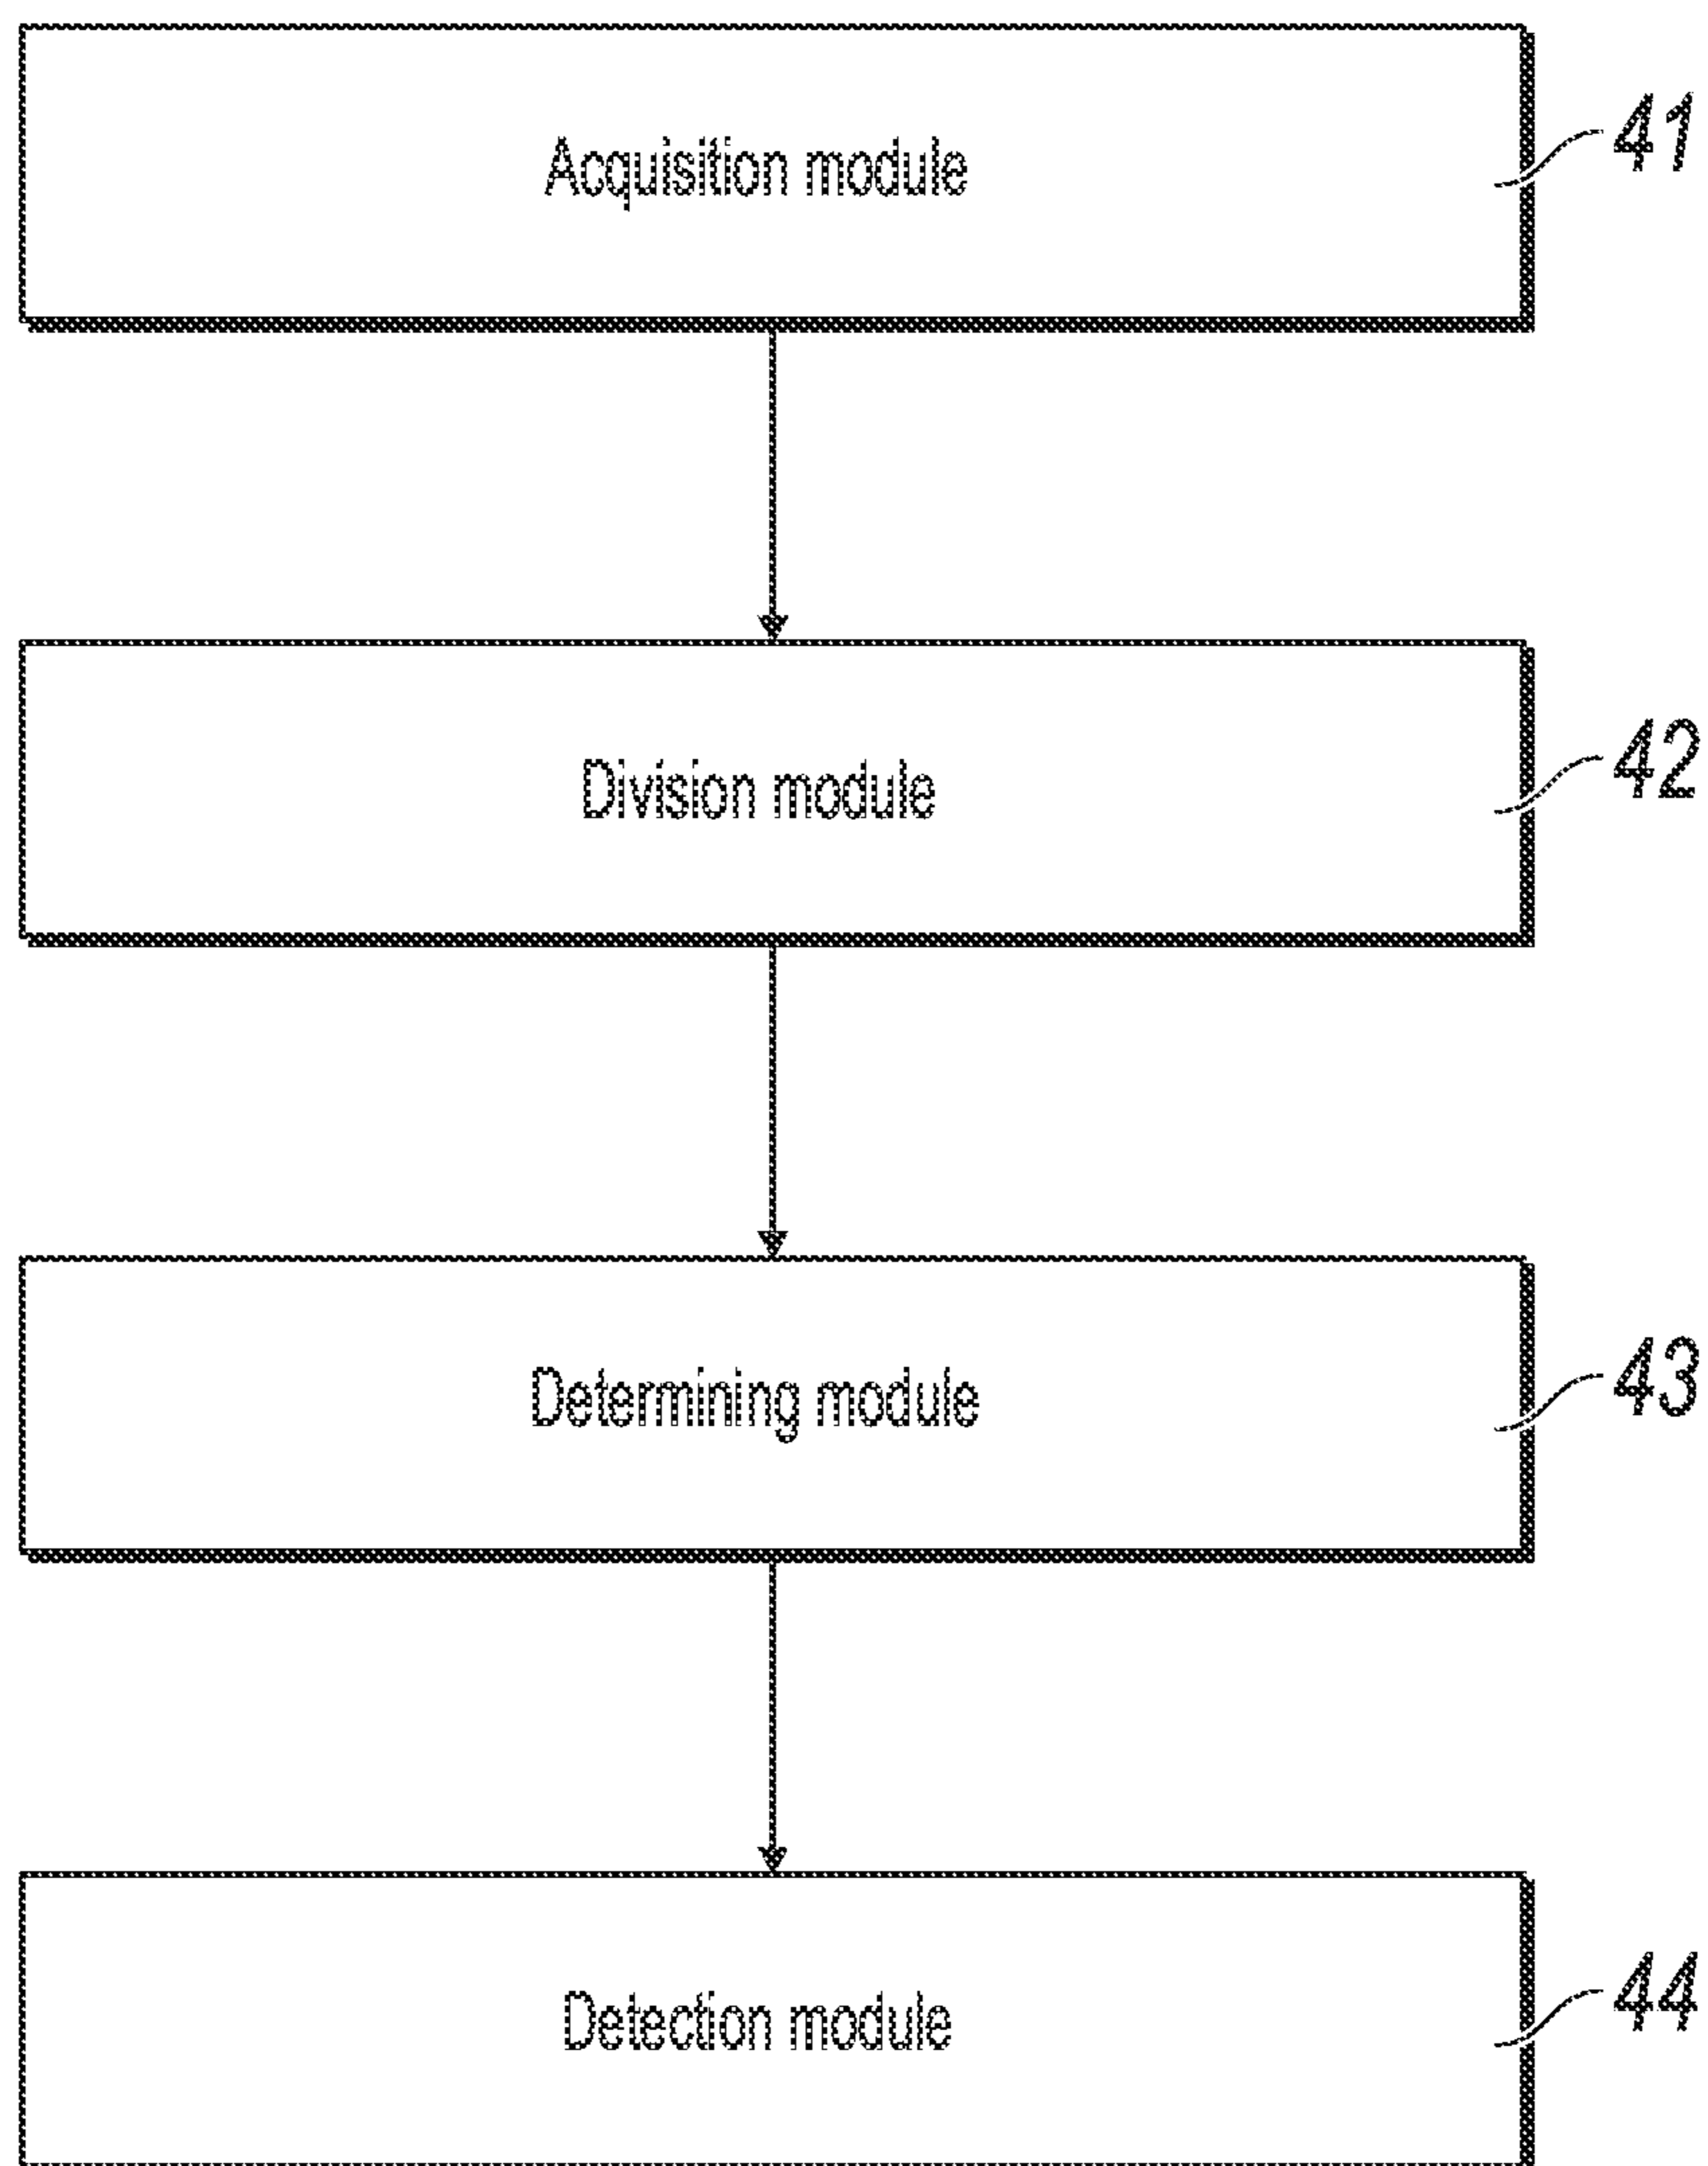 Acquisition module
41
Division module
42
Determining module
43
Detection module
44